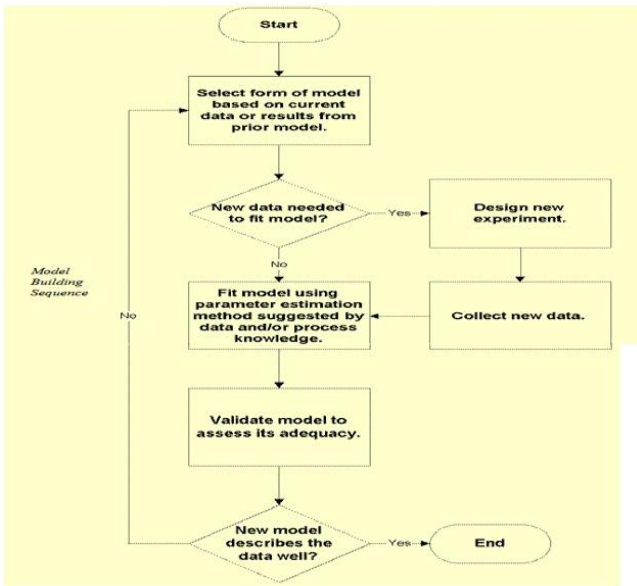 Start
Select form of model
based on current
data or results from
prior model.
New data needed
to fit model?
Yes
Design new
experiment.
No
Model
Building
Sequence
Fit model using
parameter estimation
method suggested by
data and/or process
knowledge.
Collect new data.
No
Validate model to
assess its adequacy.
New model
describes the
data well?
Yes
End